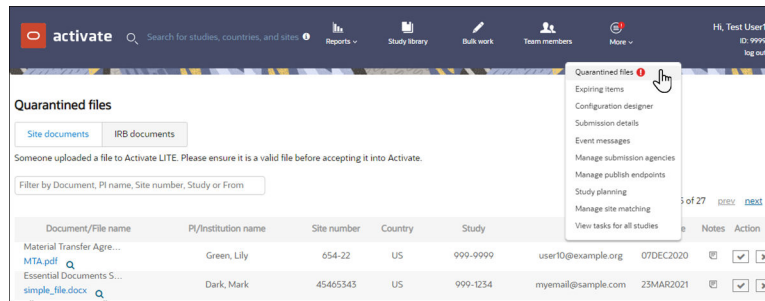 activate
Search for studies, countries, and sites
Reports
Study library
Bulk work
Team members
More
Hi, Test User1
ID: 9999
log out
Quarantined files
Expiring items
Configuration designer
Submission details
Event messages
Manage submission agencies
Manage publish endpoints
Study planning
Manage site matching
View tasks for all studies
Quarantined files
Site documents IRB documents
Someone uploaded a file to Activate LITE. Please ensure it is a valid file before accepting it into Activate.
Filter by Document, PI name, Site number, Study or From
of 27 prev next
Document/File name PI/Institution name Site number Country Study Notes Action
Material Transfer Agre...
MTA.pdf Green, Lily 654-22 US 999-9999 user10@example.org 07DEC2020
Essential Documents S...
simple_file.docx Dark, Mark 45465343 US 999-1234 myemail@sample.com 23MAR2021